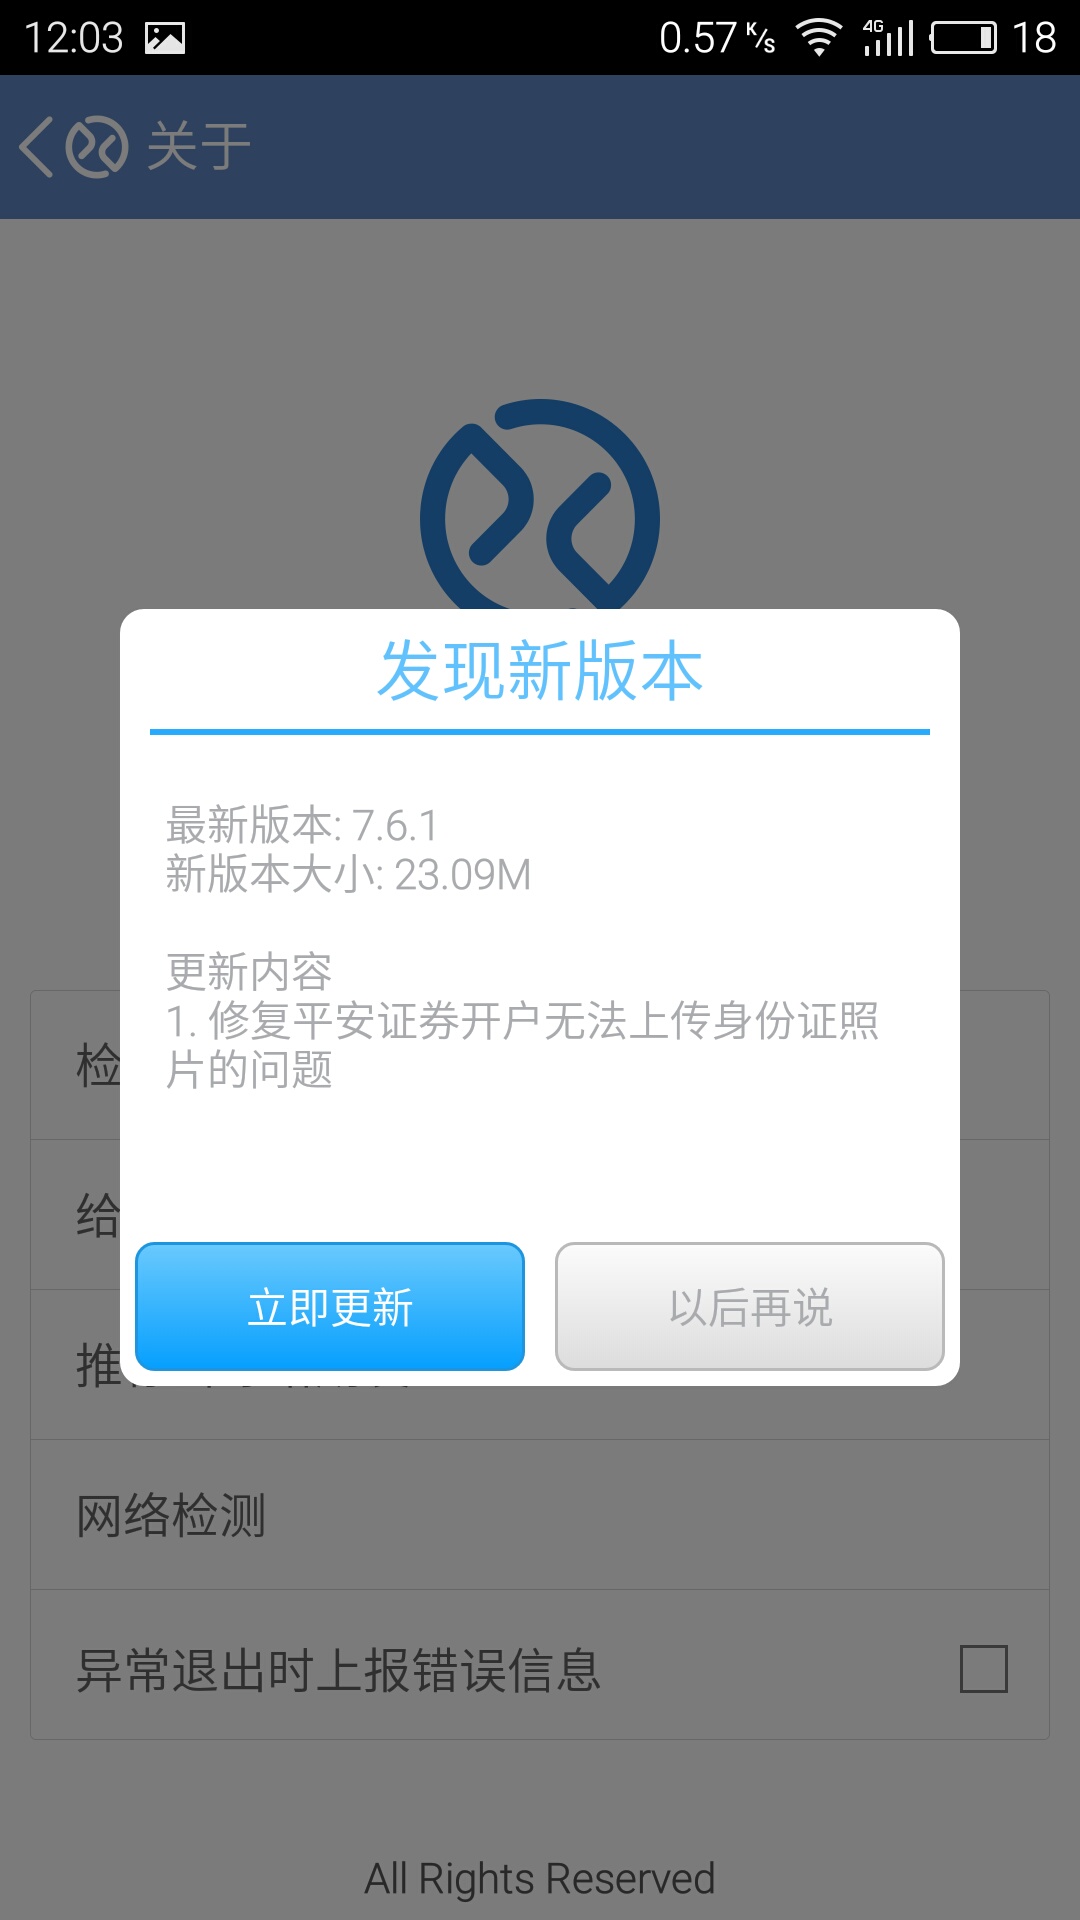 12:03
0.57 K/s 4G 18
关于
发现新版本
最新版本: 7.6.1
新版本大小: 23.09M
更新内容
1. 修复平安证券开户无法上传身份证照
片的问题
检
给
立即更新
以后再说
推
网络检测
异常退出时上报错误信息
All Rights Reserved